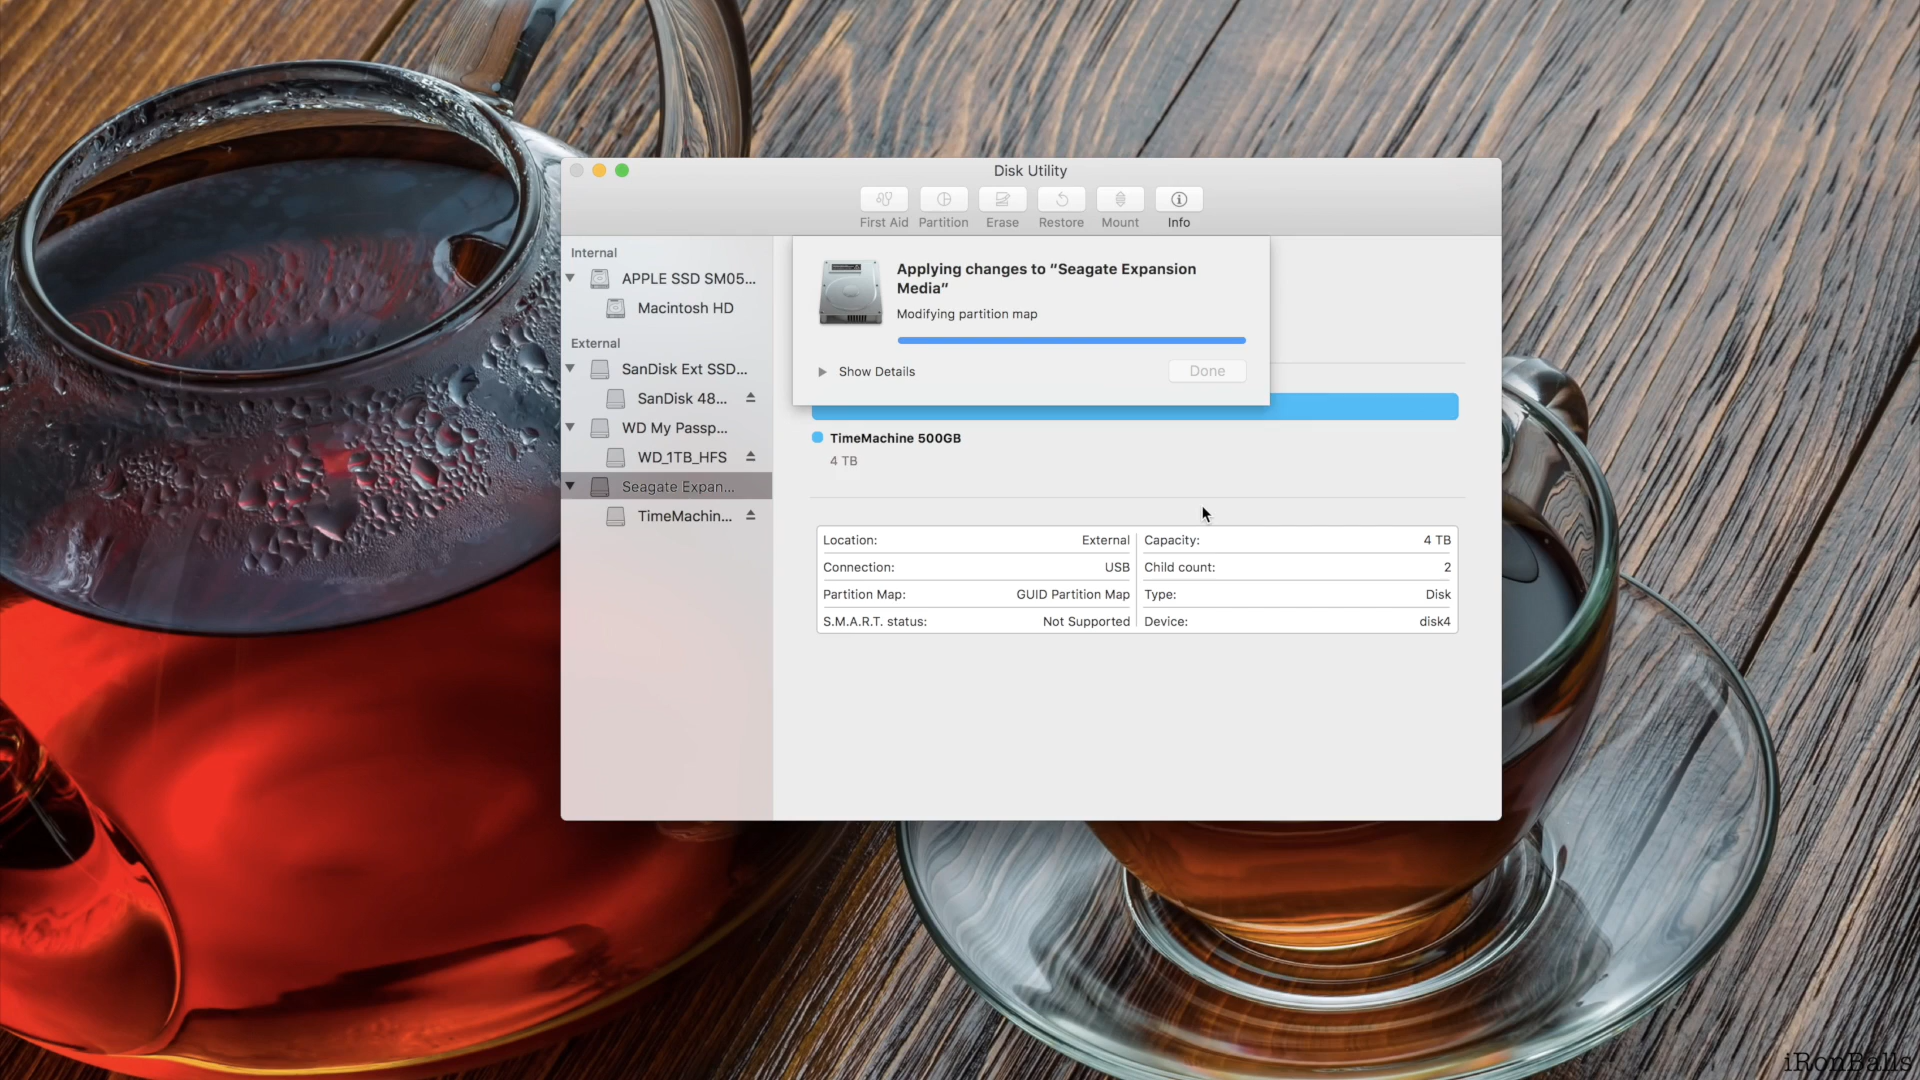 Disk Utility
First Aid
Partition
Erase
Restore
Mount
Info
Internal
APPLE SSD SM05...
Macintosh HD
External
SanDisk Ext SSD...
SanDisk 48...
WD My Passp...
WD_1TB_HFS
Seagate Expan...
TimeMachin...
Applying changes to “Seagate Expansion
Media“
Modifying partition map
Show Details
Done
TimeMachine 500GB
4 TB
Location: External
Capacity: 4 TB
Connection: USB
Child count: 2
Partition Map: GUID Partition Map
Type: Disk
S.M.A.R.T. status: Not Supported
Device: disk4
iRonBalls